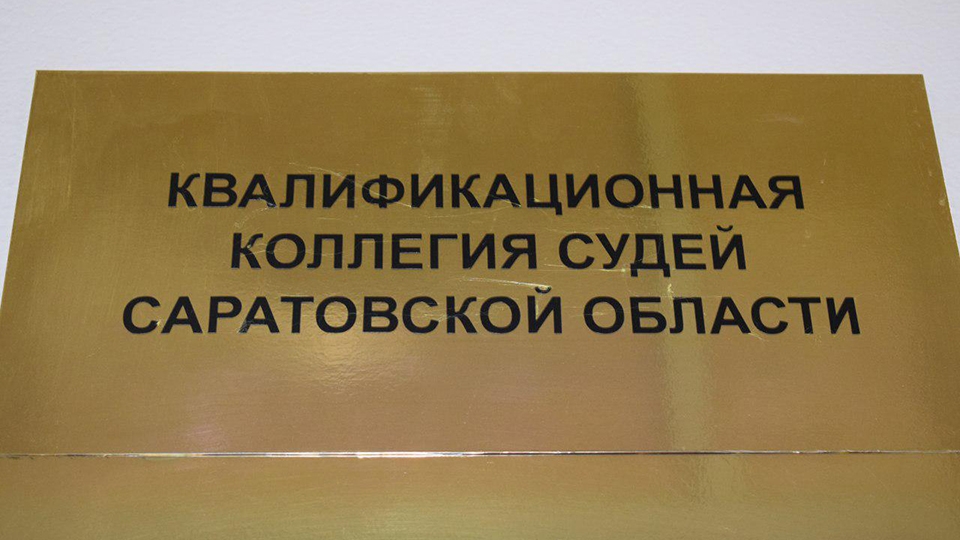 КВАЛИФИКАЦИОННАЯ
КОЛЛЕГИЯ СУДЕЙ
САРАТОВСКОЙ ОБЛАСТИ